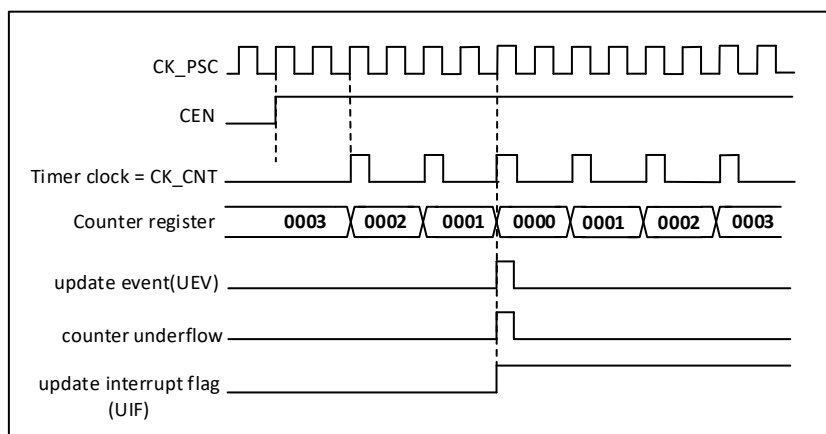 CK_PSC
CEN
Timer clock = CK_CNT
Counter register 0003 0002 0001 0000 0001 0002 0003
update event(UEV)
counter underflow
update interrupt flag
(UIF)